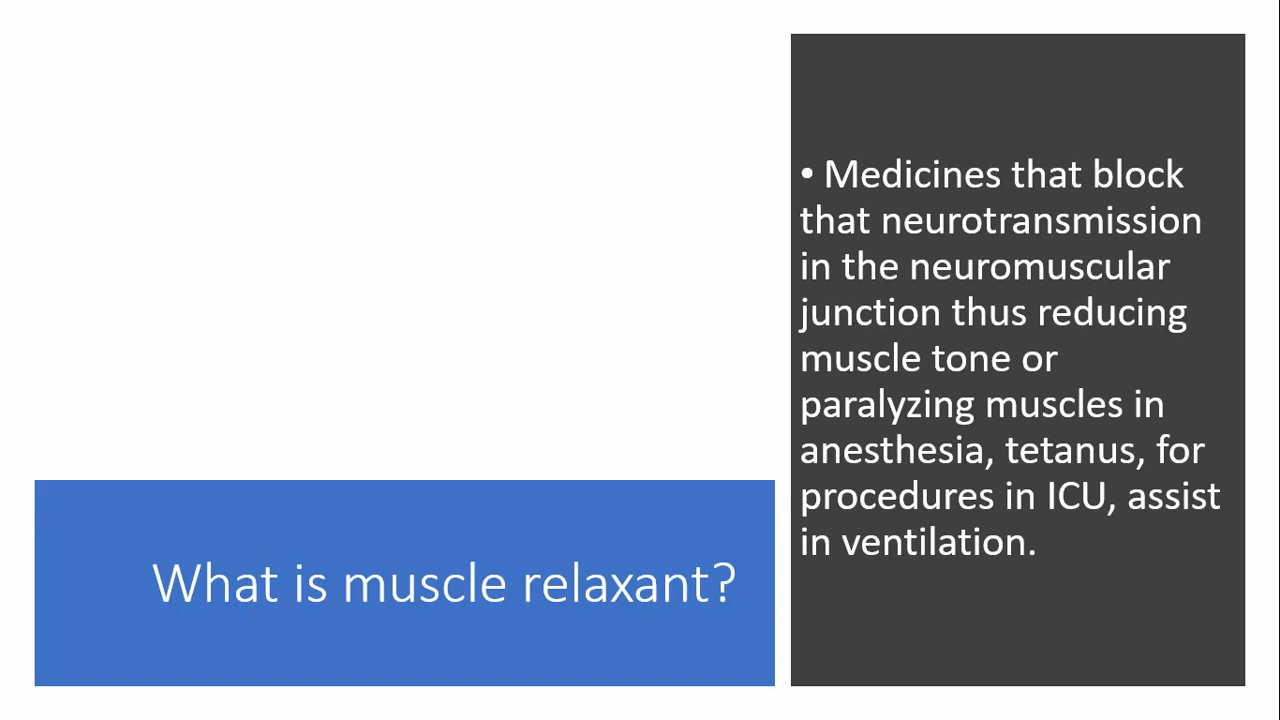 What is muscle relaxant?
• Medicines that block
that neurotransmission
in the neuromuscular
junction thus reducing
muscle tone or
paralyzing muscles in
anesthesia, tetanus, for
procedures in ICU, assist
in ventilation.